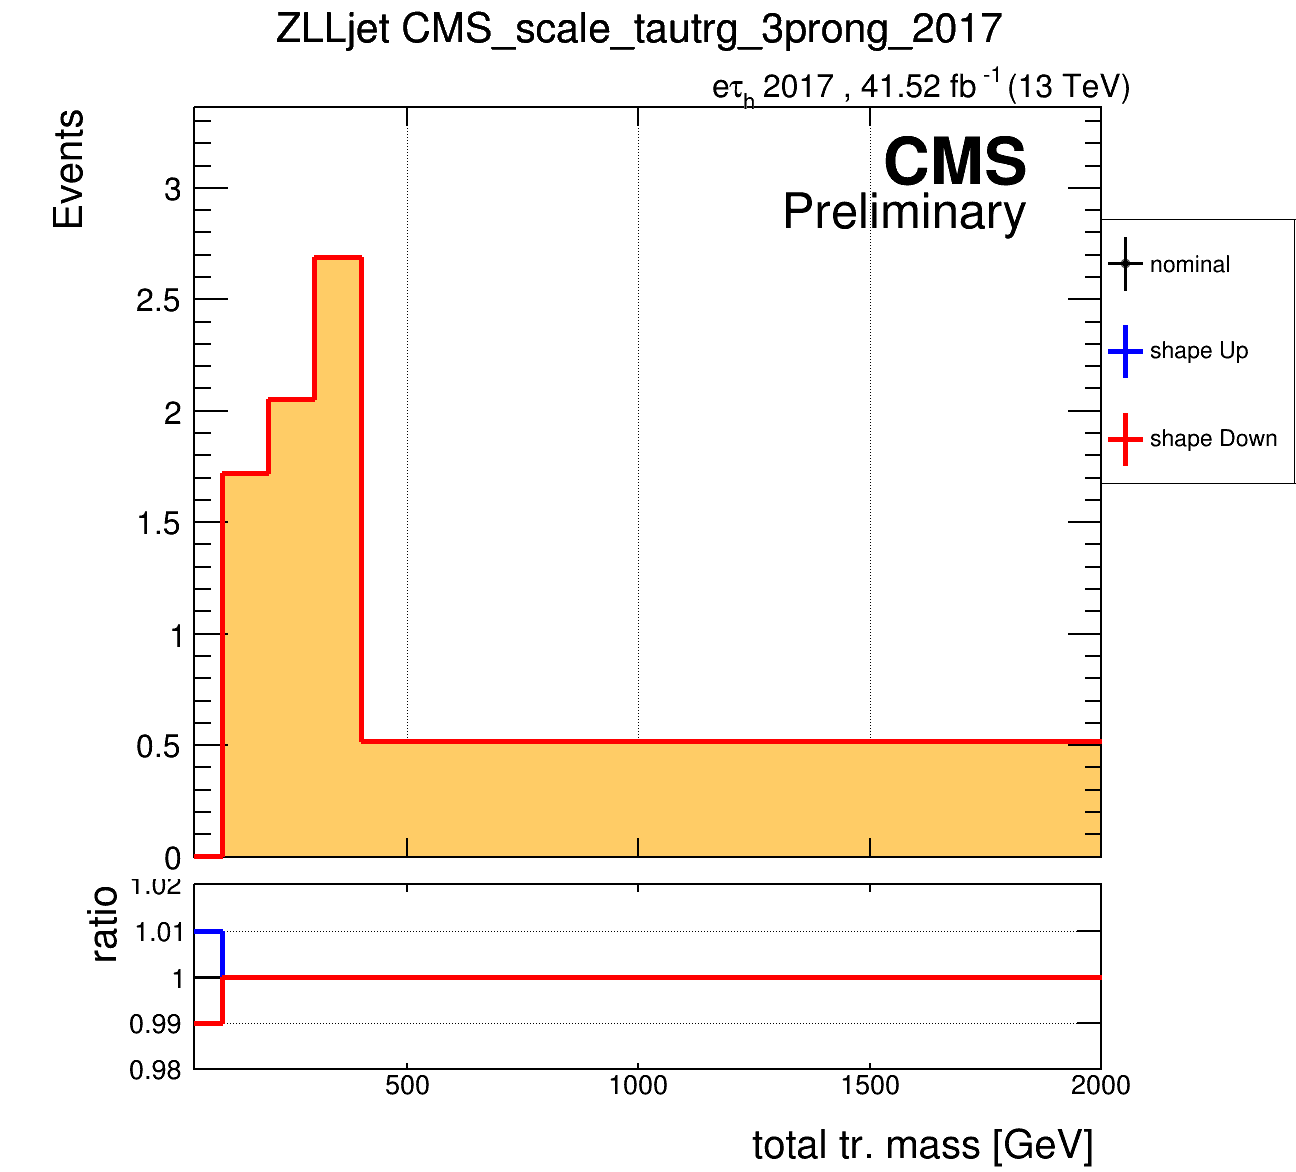 ZLLjet CMS_scale_tautrg_3prong_2017
eτh 2017 , 41.52 fb -1 (13 TeV)
Events
CMS
Preliminary
3
2.5
2
1.5
1
0.5
0
nominal
shape Up
shape Down
ratio
1.02
1.01
1
0.99
0.98
500
1000
1500
2000
total tr. mass [GeV]